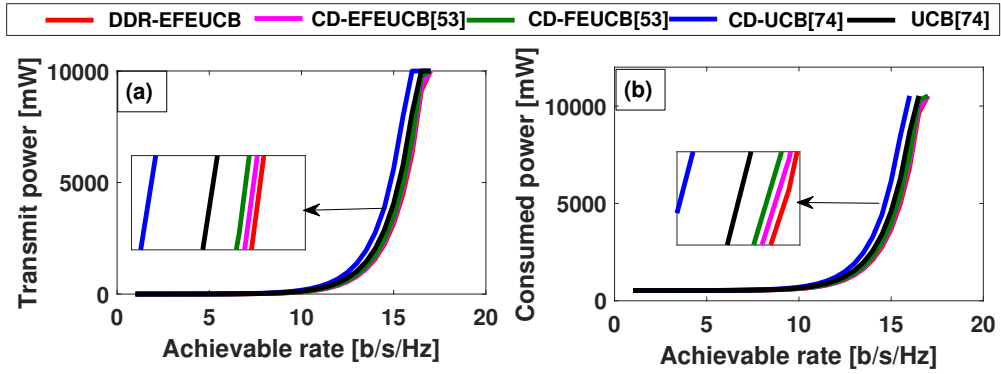 DDR-EFEUCB CD-EFEUCB[53] CD-FEUCB[53] CD-UCB[74] UCB[74]
(a)
Transmit power [mW]
10000
5000
0
0 5 10 15 20
Achievable rate [b/s/Hz]
(b)
Consumed power [mW]
10000
5000
0
0 5 10 15 20
Achievable rate [b/s/Hz]